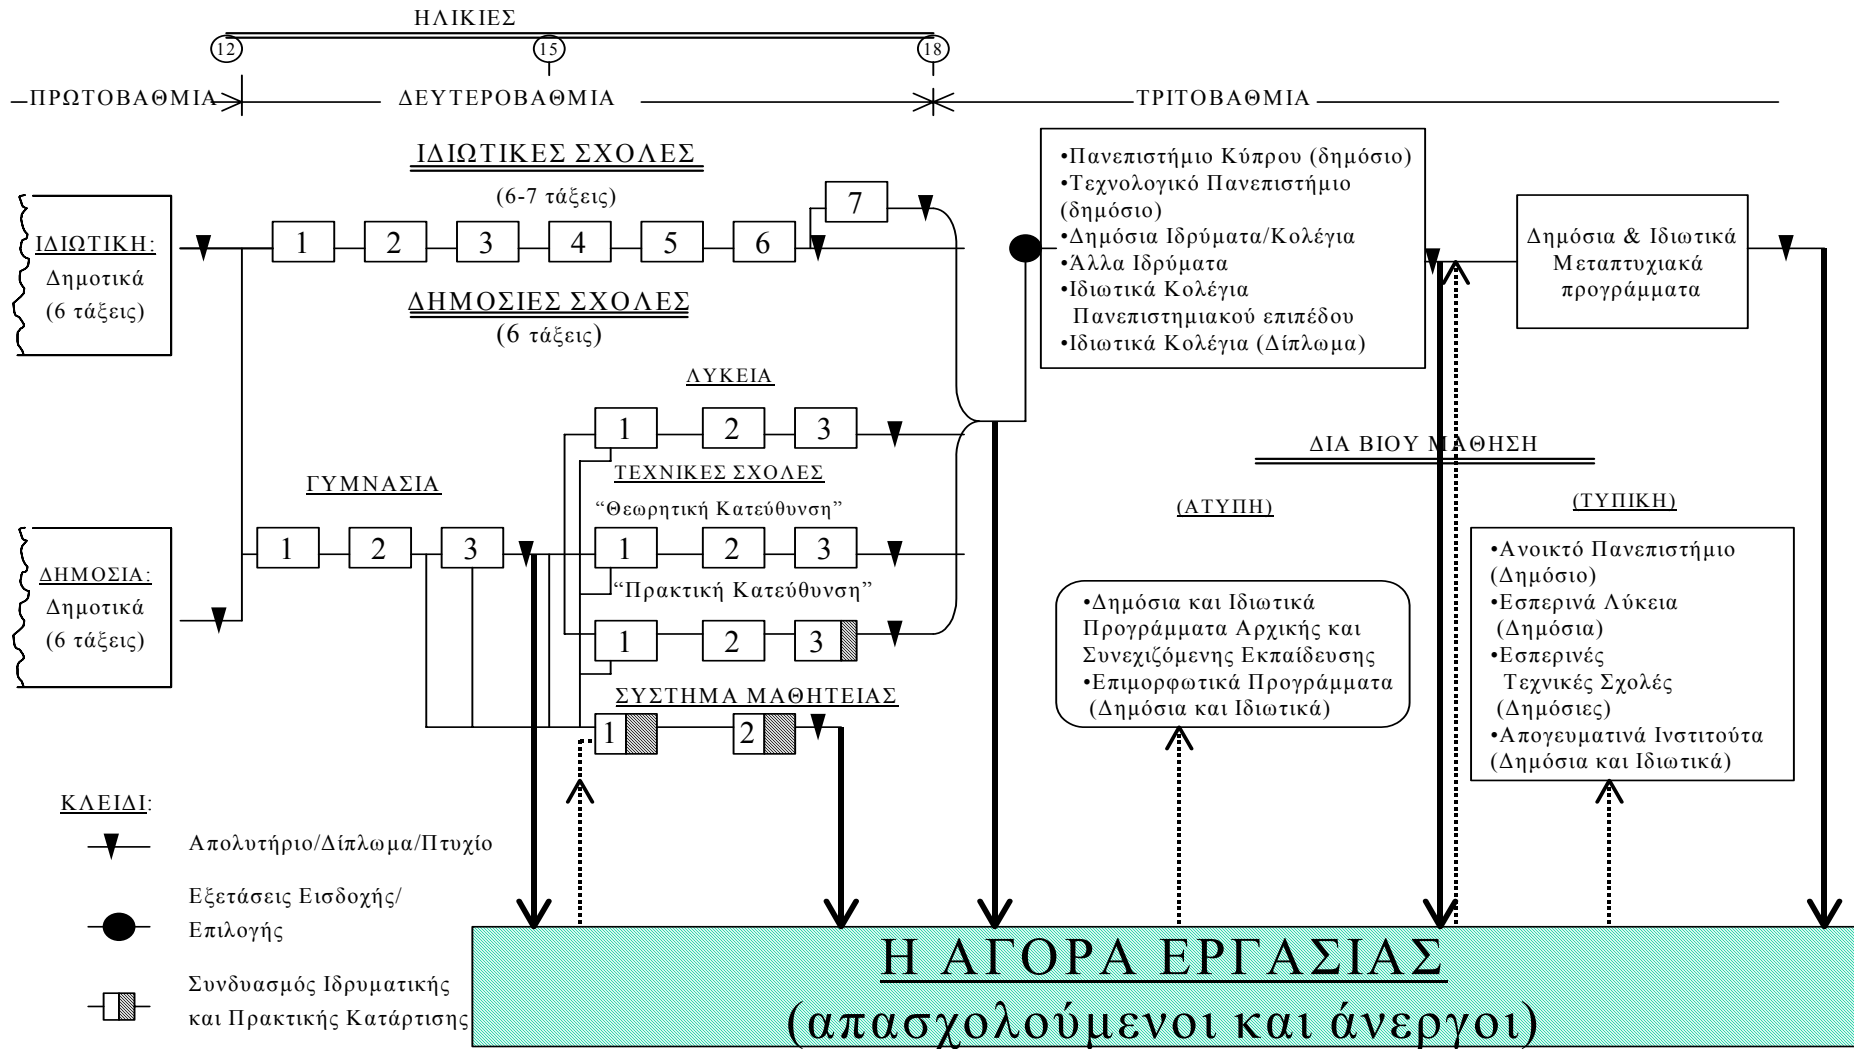 ΗΛΙΚΙΕΣ
12
15
18
ΠΡΩΤΟΒΑΘΜΙΑ
ΔΕΥΤΕΡΟΒΑΘΜΙΑ
ΤΡΙΤΟΒΑΘΜΙΑ
ΙΔΙΩΤΙΚΕΣ ΣΧΟΛΕΣ
(6-7 τάξεις)
7
ΙΔΙΩΤΙΚΗ:
Δημοτικά
(6 τάξεις)
1 2 3 4 5 6
ΔΗΜΟΣΙΕΣ ΣΧΟΛΕΣ
(6 τάξεις)
•Πανεπιστήμιο Κύπρου (δημόσιο)
•Τεχνολογικό Πανεπιστήμιο
(δημόσιο)
•Δημόσια Ιδρύματα/Κολέγια
•Άλλα Ιδρύματα
•Ιδιωτικά Κολέγια
Πανεπιστημιακού επιπέδου
•Ιδιωτικά Κολέγια (Δίπλωμα)
Δημόσια & Ιδιωτικά
Μεταπτυχιακά
προγράμματα
ΛΥΚΕΙΑ
1 2 3
ΤΕΧΝΙΚΕΣ ΣΧΟΛΕΣ
“Θεωρητική Κατεύθυνση”
ΓΥΜΝΑΣΙΑ
1 2 3
1 2 3
“Πρακτική Κατεύθυνση”
1 2 3
ΔΗΜΟΣΙΑ:
Δημοτικά
(6 τάξεις)
ΣΥΣΤΗΜΑ ΜΑΘΗΤΕΙΑΣ
1 2
ΔΙΑ ΒΙΟΥ ΜΑΘΗΣΗ
(ΑΤΥΠΗ)
•Δημόσια και Ιδιωτικά
Προγράμματα Αρχικής και
Συνεχιζόμενης Εκπαίδευσης
•Επιμορφωτικά Προγράμματα
(Δημόσια και Ιδιωτικά)
(ΤΥΠΙΚΗ)
•Ανοικτό Πανεπιστήμιο
(Δημόσιο)
•Εσπερινά Λύκεια
(Δημόσια)
•Εσπερινές
Τεχνικές Σχολές
(Δημόσιες)
•Απογευματινά Ινστιτούτα
(Δημόσια και Ιδιωτικά)
ΚΛΕΙΔΙ:
Απολυτήριο/Δίπλωμα/Πτυχίο
Εξετάσεις Εισδοχής/
Επιλογής
Συνδυασμός Ιδρυματικής
και Πρακτικής Κατάρτισης
Η ΑΓΟΡΑ ΕΡΓΑΣΙΑΣ
(απασχολούμενοι και άνεργοι)